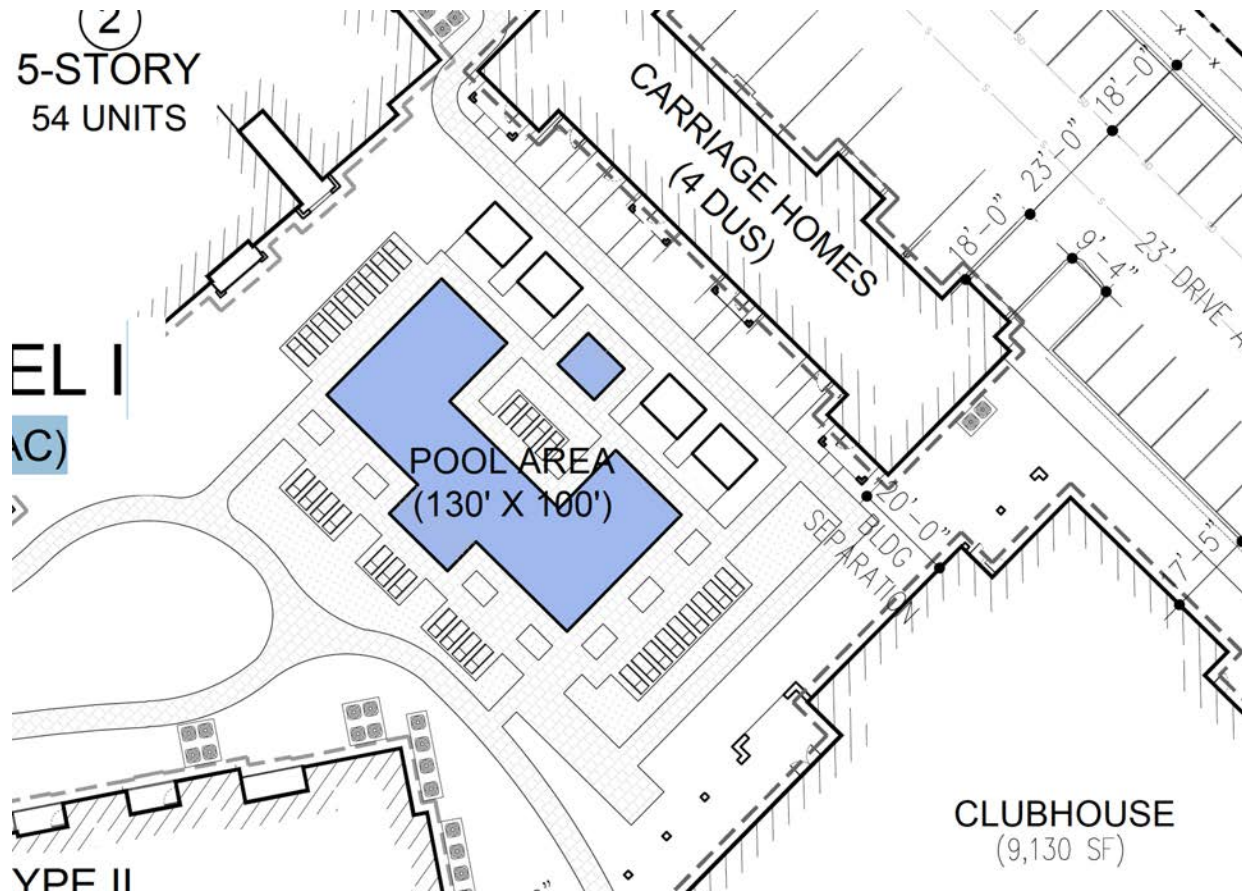 2
5-STORY
54 UNITS
CARRIAGE HOMES
(4 DUS)
18'-0"
23'-0"
18'-0"
9'-4"
23' DRIVE A
EL I
AC)
POOL AREA
(130' X 100')
20'-0"
BLDG
SEPARATION
7'-5"
CLUBHOUSE
(9,130 SF)
YPE II